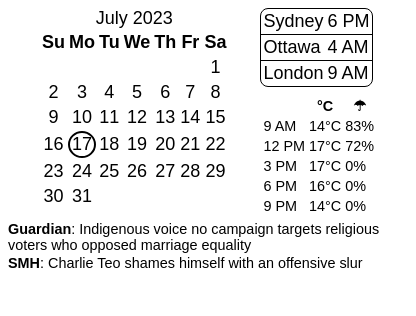 July 2023
Su Mo Tu We Th Fr Sa
1
2 3 4 5 6 7 8
9 10 11 12 13 14 15
16 17 18 19 20 21 22
23 24 25 26 27 28 29
30 31
Sydney 6 PM
Ottawa 4 AM
London 9 AM
°C ☂
9 AM 14°C 83%
12 PM 17°C 72%
3 PM 17°C 0%
6 PM 16°C 0%
9 PM 14°C 0%
Guardian: Indigenous voice no campaign targets religious
voters who opposed marriage equality
SMH: Charlie Teo shames himself with an offensive slur